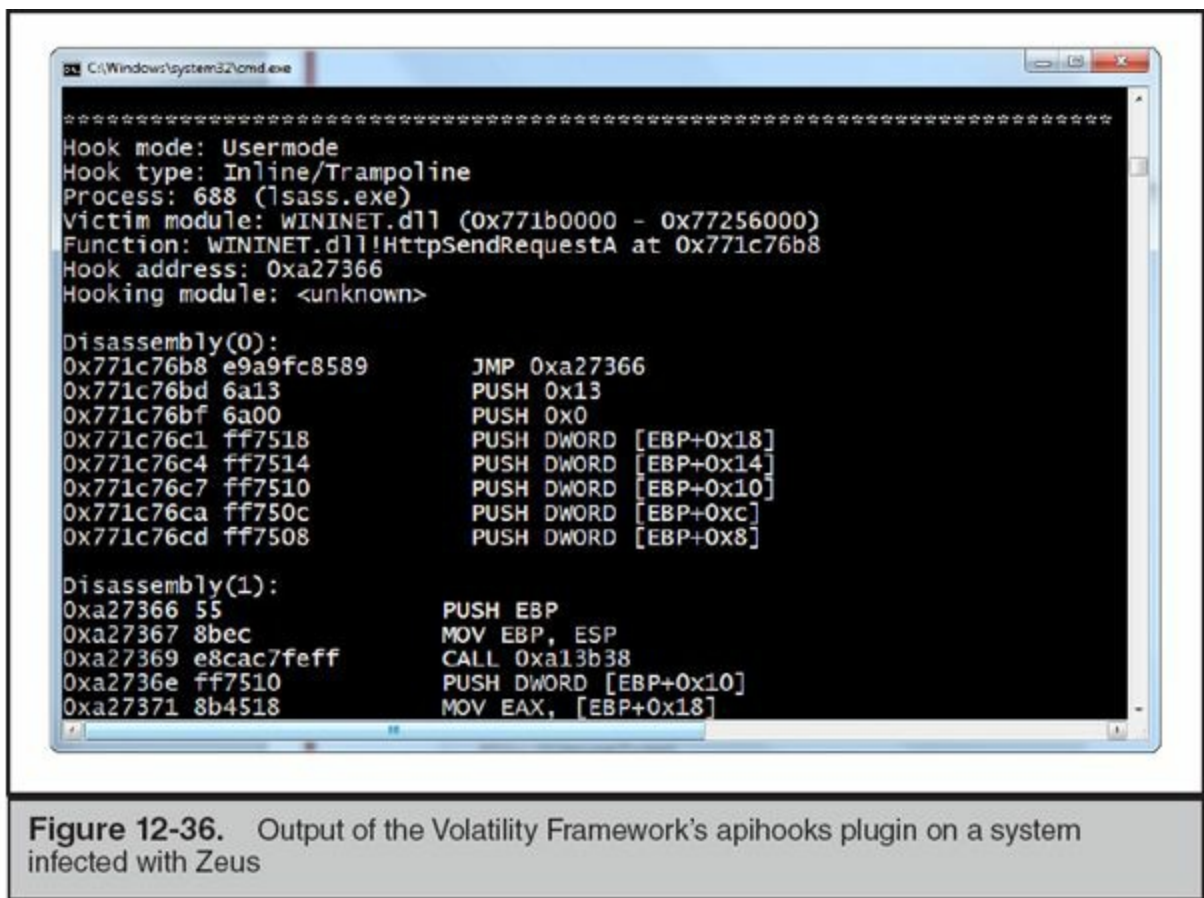 C:\Windows\system32\cmd.exe
**************************************************************************
Hook mode: Usermode
Hook type: Inline/Trampoline
Process: 688 (lsass.exe)
Victim module: WININET.dll (0x771b0000 - 0x77256000)
Function: WININET.dll!HttpSendRequestA at 0x771c76b8
Hook address: 0xa27366
Hooking module: <unknown>
Disassembly(0):
0x771c76b8 e9a9fc8589 JMP 0xa27366
0x771c76bd 6a13 PUSH 0x13
0x771c76bf 6a00 PUSH 0x0
0x771c76c1 ff7518 PUSH DWORD [EBP+0x18]
0x771c76c4 ff7514 PUSH DWORD [EBP+0x14]
0x771c76c7 ff7510 PUSH DWORD [EBP+0x10]
0x771c76ca ff750c PUSH DWORD [EBP+0xc]
0x771c76cd ff7508 PUSH DWORD [EBP+0x8]
Disassembly(1):
0xa27366 55 PUSH EBP
0xa27367 8bec MOV EBP, ESP
0xa27369 e8cac7feff CALL 0xa13b38
0xa2736e ff7510 PUSH DWORD [EBP+0x10]
0xa27371 8b4518 MOV EAX, [EBP+0x18]
Figure 12-36. Output of the Volatility Framework's apihooks plugin on a system
infected with Zeus